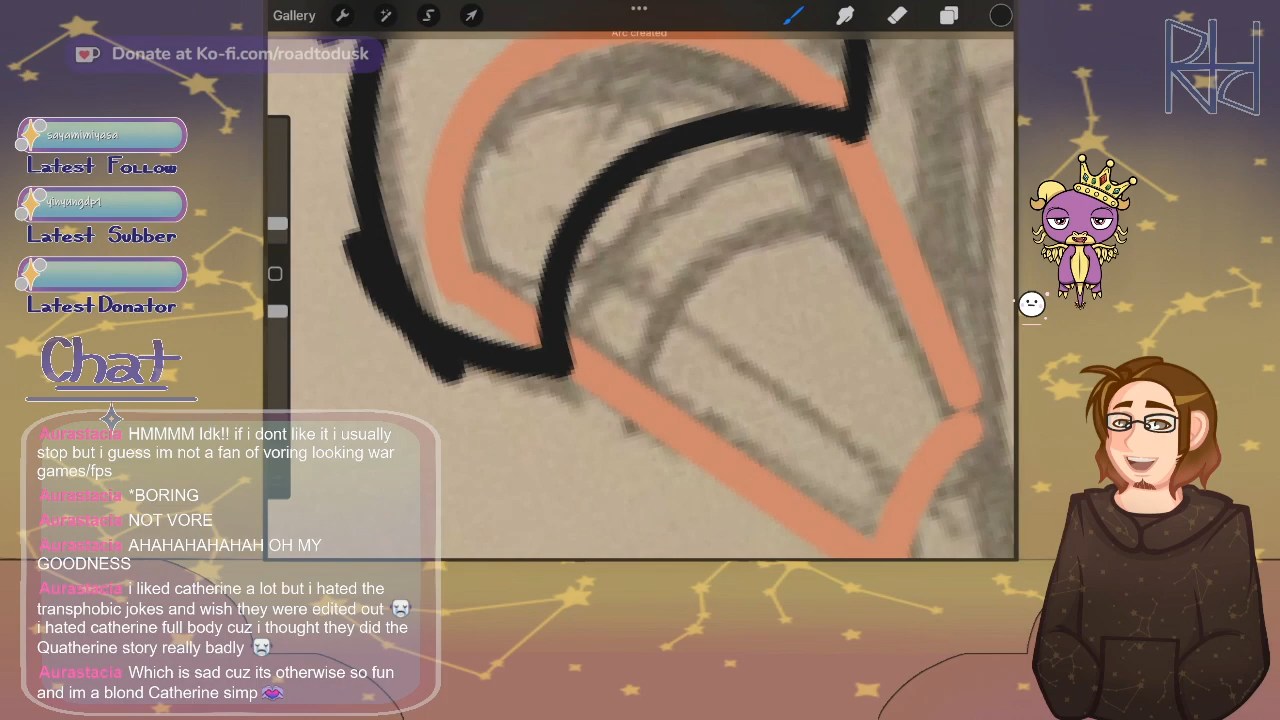 Gallery
Arc created
Donate at Ko-fi.com/roadtodusk
RtD
sayamimiyasa
Latest Follow
yinyangdp1
Latest Subber
Latest Donator
Chat
Aurastacia HMMMM Idk!! if i dont like it i usually
stop but i guess im not a fan of voring looking war
games/fps
Aurastacia *BORING
Aurastacia NOT VORE
Aurastacia AHAHAHAHAHAH OH MY
GOODNESS
Aurastacia i liked catherine a lot but i hated the
transphobic jokes and wish they were edited out
i hated catherine full body cuz i thought they did the
Quatherine story really badly
Aurastacia Which is sad cuz its otherwise so fun
and im a blond Catherine simp